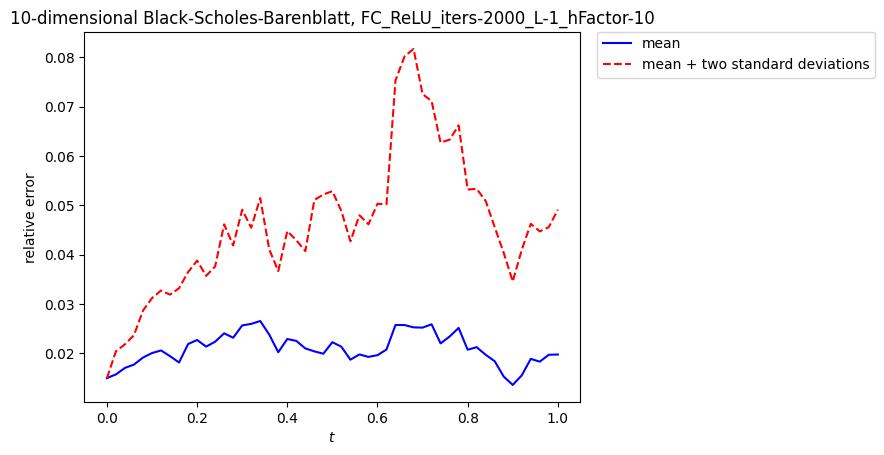 10-dimensional Black-Scholes-Barenblatt, FC_ReLU_iters-2000_L-1_hFactor-10
mean
mean + two standard deviations
relative error
0.08
0.07
0.06
0.05
0.04
0.03
0.02
0.0 0.2 0.4 0.6 0.8 1.0
t